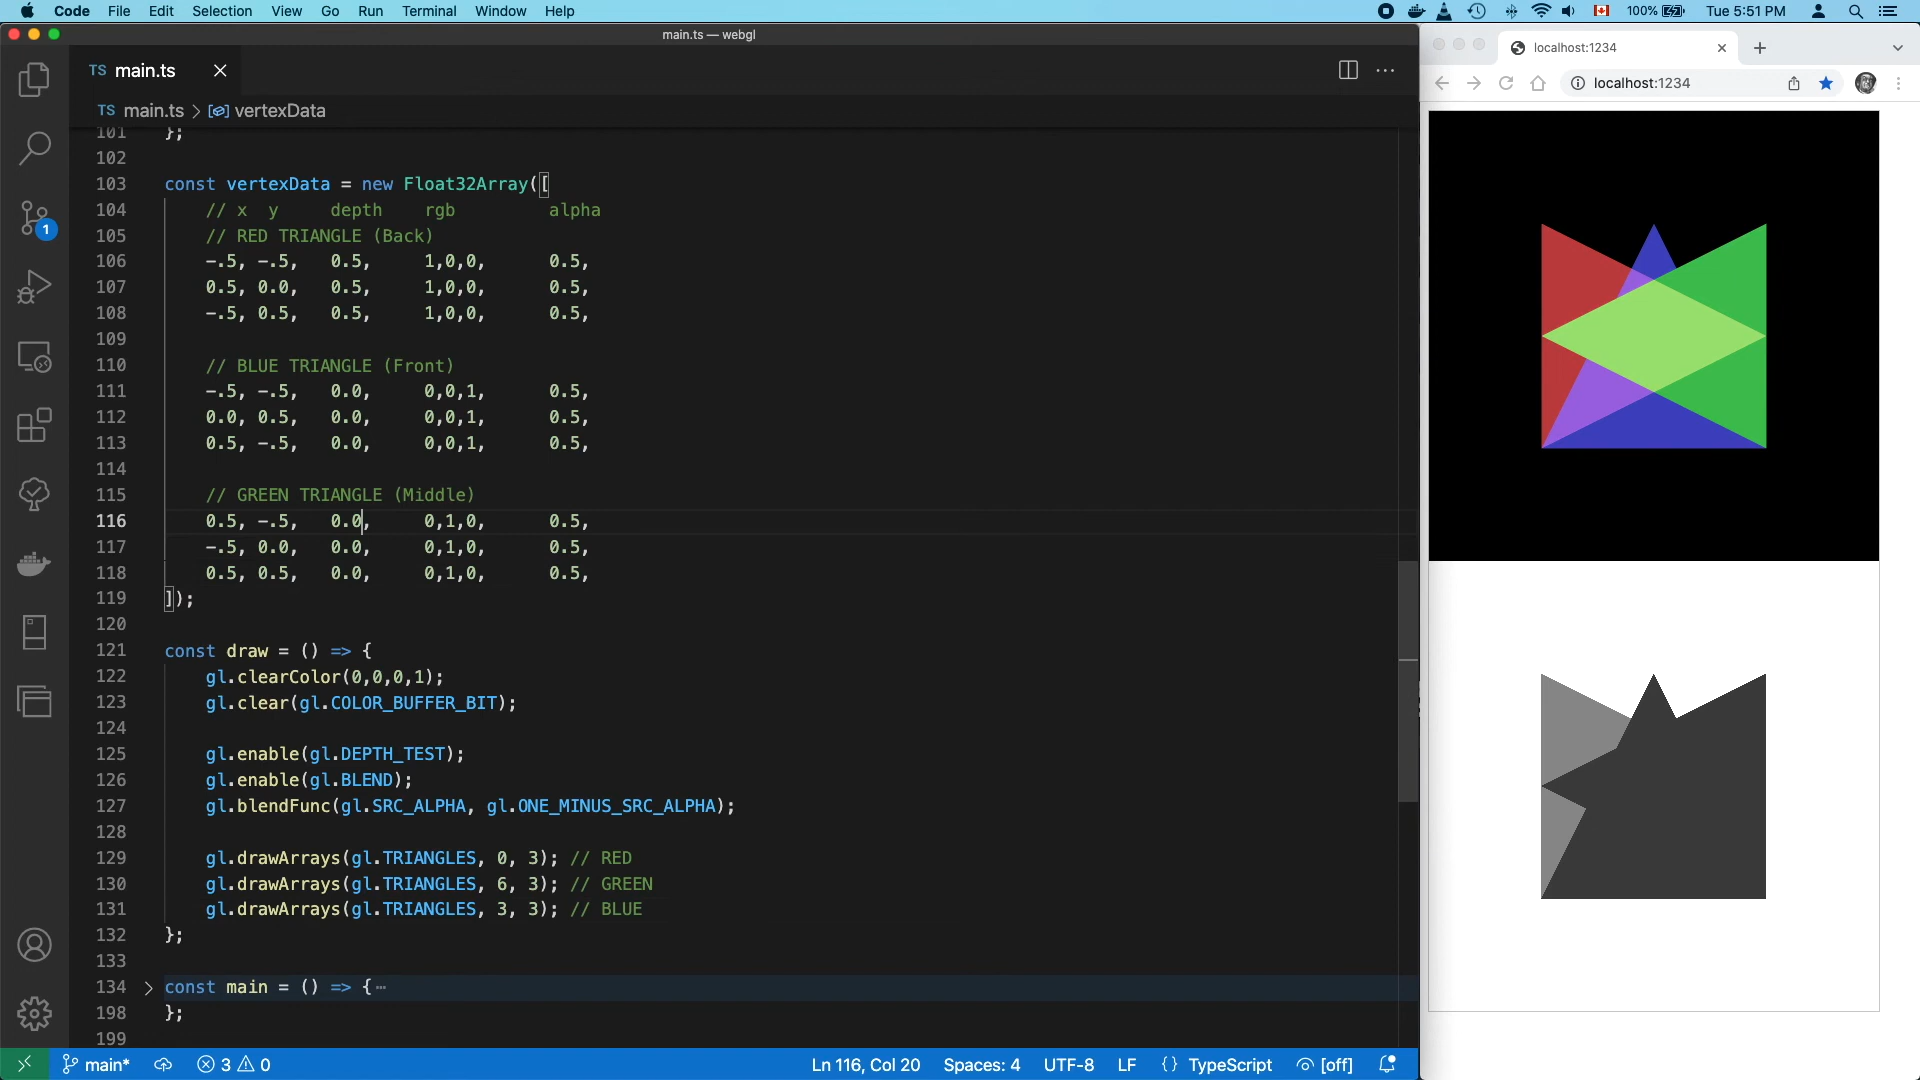 Code File Edit Selection View Go Run Terminal Window Help 100% Tue 5:51 PM
main.ts — webgl
TS main.ts
localhost:1234
localhost:1234
TS main.ts > vertexData
101 };
102
103 const vertexData = new Float32Array([
104 // x y depth rgb alpha
105 // RED TRIANGLE (Back)
106 -.5, -.5, 0.5, 1,0,0, 0.5,
107 0.5, 0.0, 0.5, 1,0,0, 0.5,
108 -.5, 0.5, 0.5, 1,0,0, 0.5,
109
110 // BLUE TRIANGLE (Front)
111 -.5, -.5, 0.0, 0,0,1, 0.5,
112 0.0, 0.5, 0.0, 0,0,1, 0.5,
113 0.5, -.5, 0.0, 0,0,1, 0.5,
114
115 // GREEN TRIANGLE (Middle)
116 0.5, -.5, 0.0, 0,1,0, 0.5,
117 -.5, 0.0, 0.0, 0,1,0, 0.5,
118 0.5, 0.5, 0.0, 0,1,0, 0.5,
119 ]);
120
121 const draw = () => {
122 gl.clearColor(0,0,0,1);
123 gl.clear(gl.COLOR_BUFFER_BIT);
124
125 gl.enable(gl.DEPTH_TEST);
126 gl.enable(gl.BLEND);
127 gl.blendFunc(gl.SRC_ALPHA, gl.ONE_MINUS_SRC_ALPHA);
128
129 gl.drawArrays(gl.TRIANGLES, 0, 3); // RED
130 gl.drawArrays(gl.TRIANGLES, 6, 3); // GREEN
131 gl.drawArrays(gl.TRIANGLES, 3, 3); // BLUE
132 };
133
134 const main = () => {⋯
198 };
199
1
main* 3 0 Ln 116, Col 20 Spaces: 4 UTF-8 LF {} TypeScript [off]